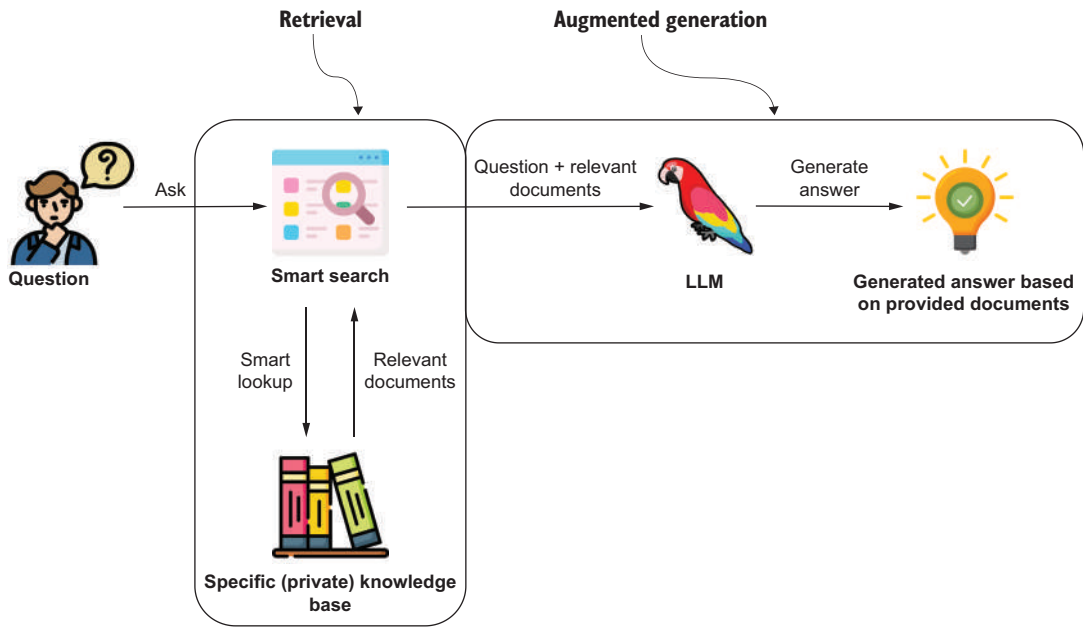 Retrieval
Augmented generation
?
Ask
Question + relevant
documents
Generate
answer
Question
Smart search
LLM
Generated answer based
on provided documents
Smart
lookup
Relevant
documents
Specific (private) knowledge
base